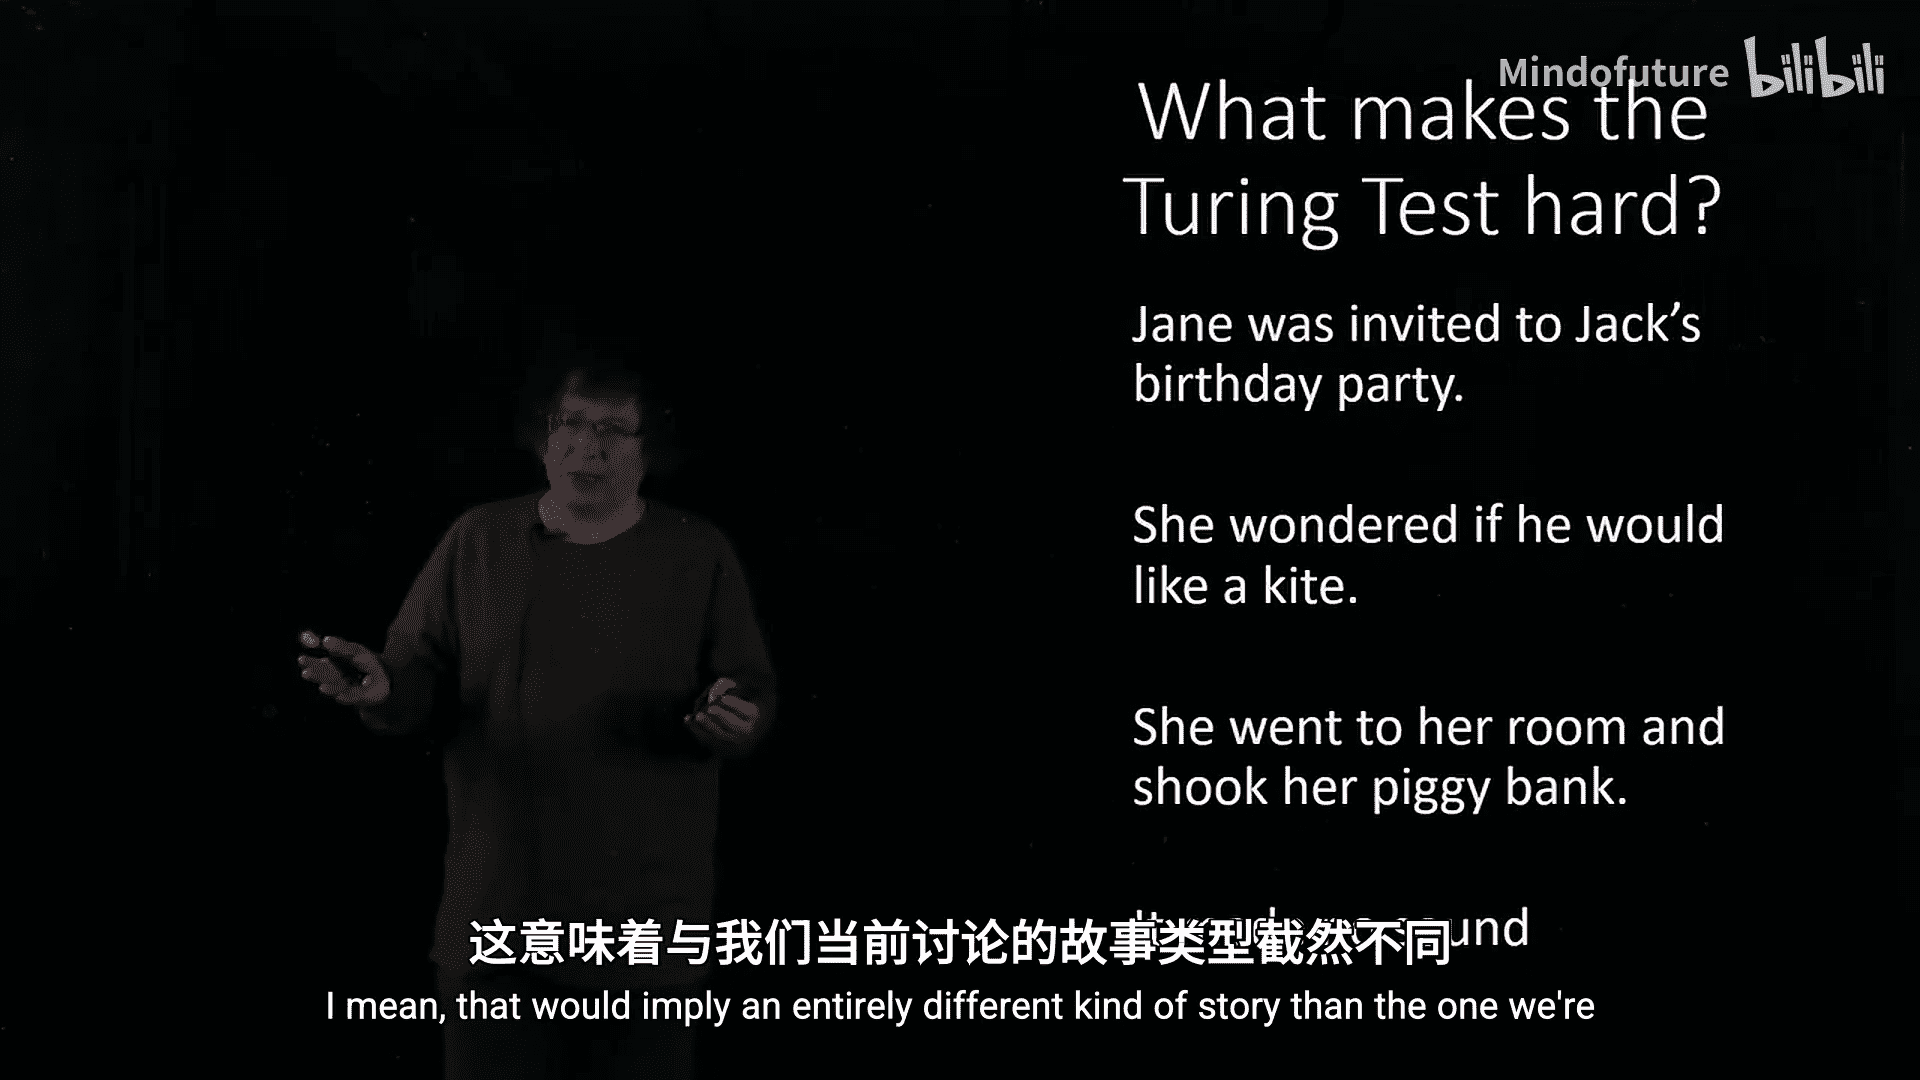 Mindofuture bilibili
What makes the
Turing Test hard?
Jane was invited to Jack’s
birthday party.
She wondered if he would
like a kite.
She went to her room and
shook her piggy bank.
这意味着与我们当前讨论的故事类型截然不同
I mean, that would imply an entirely different kind of story than the one we're